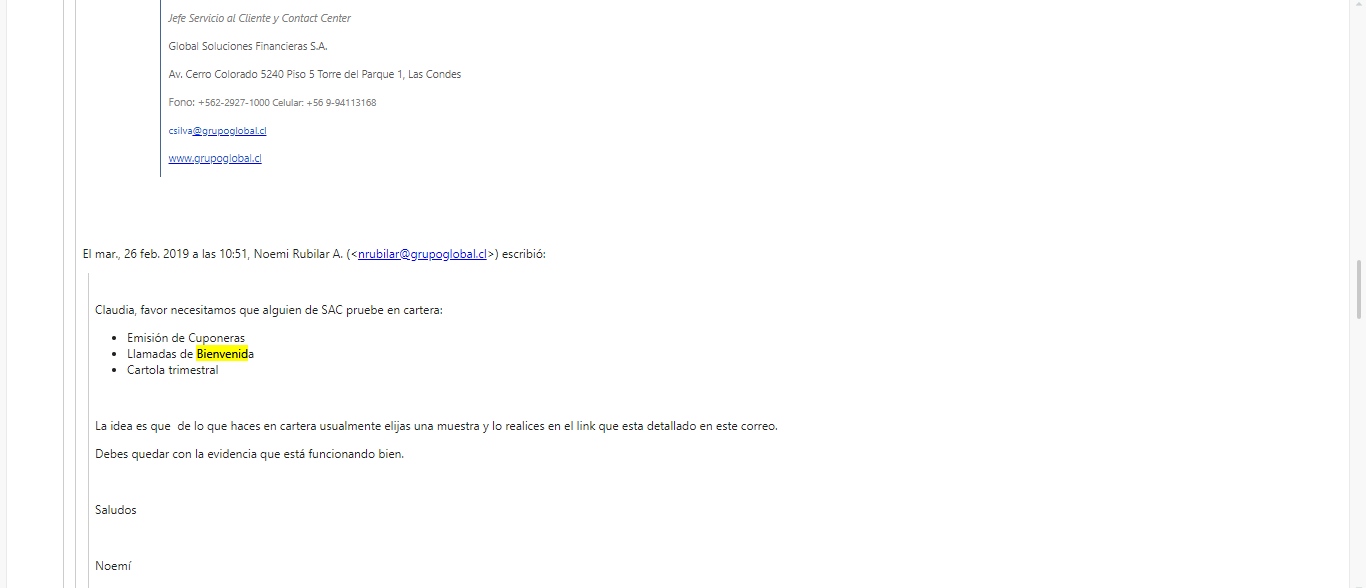 Jefe Servicio al Cliente y Contact Center
Global Soluciones Financieras S.A.
Av. Cerro Colorado 5240 Piso 5 Torre del Parque 1, Las Condes
Fono: +562-2927-1000 Celular: +56 9-94113168
csilva@grupoglobal.cl
www.grupoglobal.cl
El mar., 26 feb. 2019 a las 10:51, Noemi Rubilar A. (<nrubilar@grupoglobal.cl>) escribió:
Claudia, favor necesitamos que alguien de SAC pruebe en cartera:
• Emisión de Cuponeras
• Llamadas de Bienvenida
• Cartola trimestral
La idea es que  de lo que haces en cartera usualmente elijas una muestra y lo realices en el link que esta detallado en este correo.
Debes quedar con la evidencia que está funcionando bien.
Saludos
Noemí